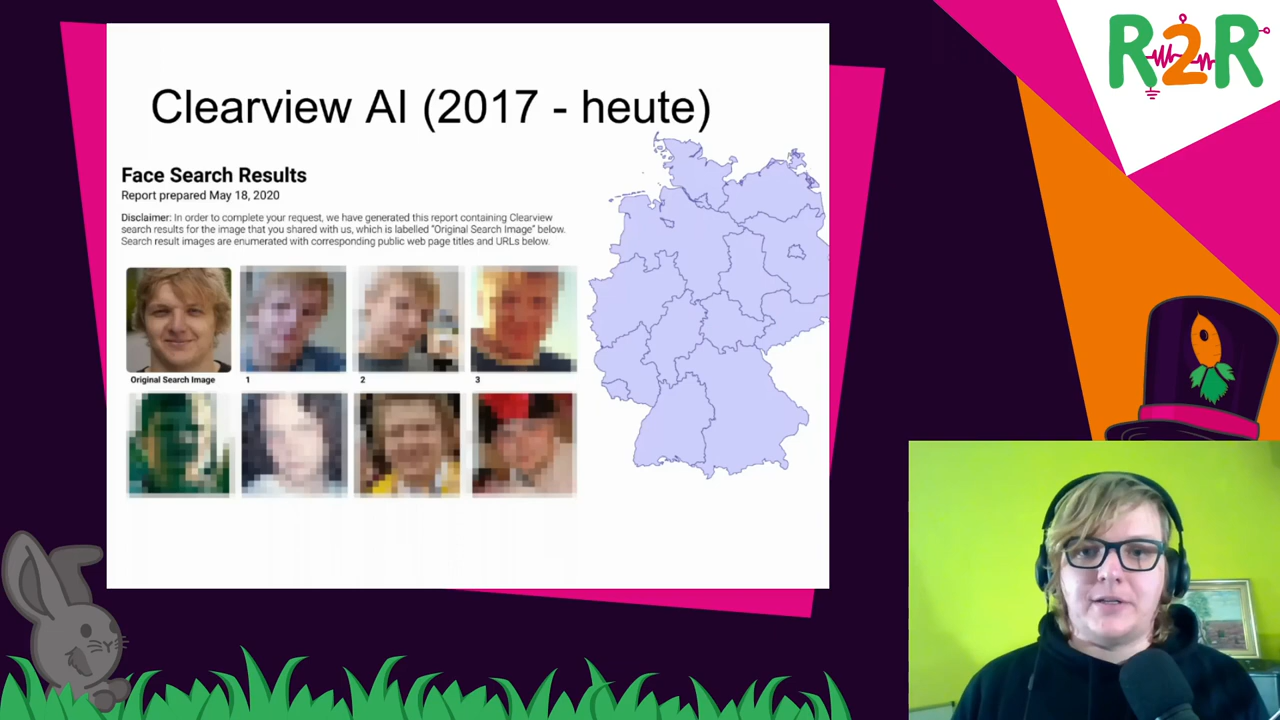 Clearview AI (2017 - heute)
R2R
Face Search Results
Report prepared May 18, 2020
Disclaimer: In order to complete your request, we have generated this report containing Clearview
search results for the image that you shared with us, which is labelled "Original Search Image" below.
Search result images are enumerated with corresponding public web page titles and URLs below.
Original Search Image 1 2 3